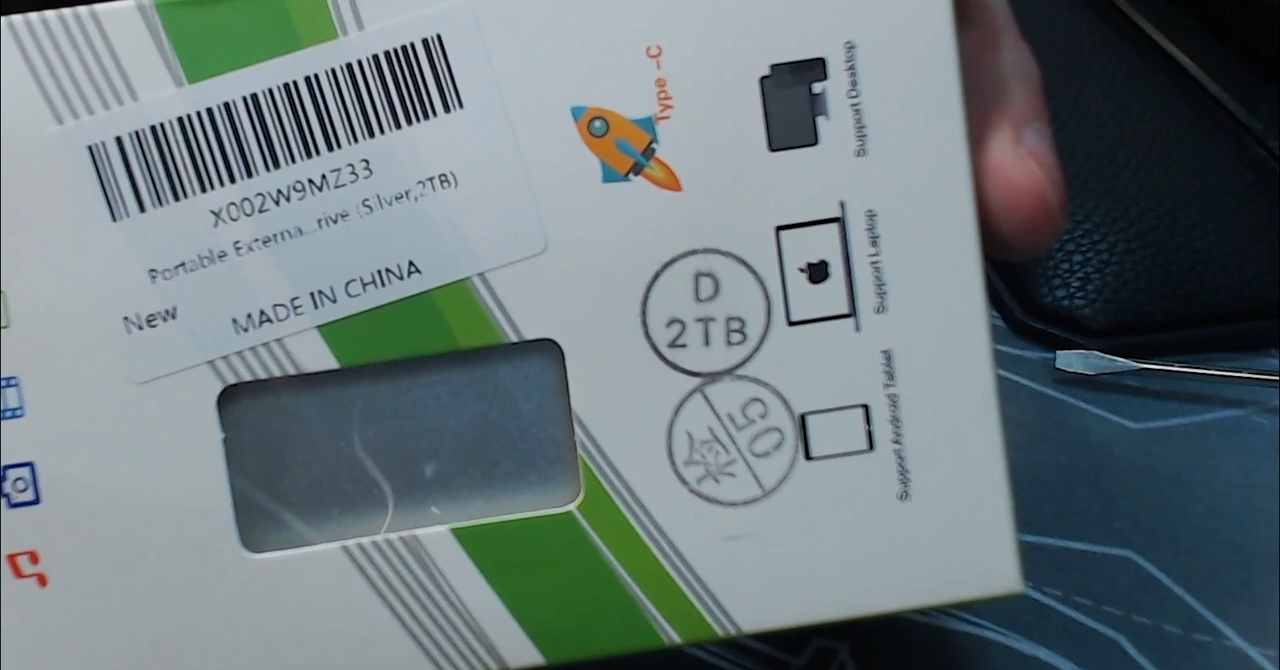 X002W9MZ33
Portable Externa...rive (Silver,2TB)
New
MADE IN CHINA
Type -C
Support Desktop
Support Laptop
Support Android Tablet
D
2TB
05